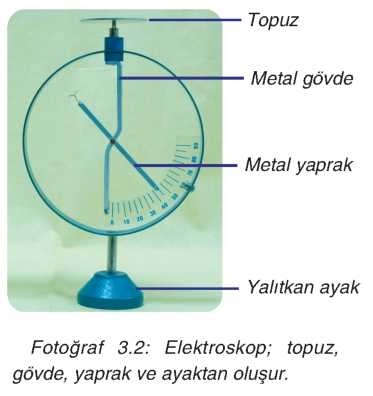 Topuz
Metal gövde
Metal yaprak
Yalıtkan ayak
Fotoğraf 3.2: Elektroskop; topuz,
gövde, yaprak ve ayaktan oluşur.